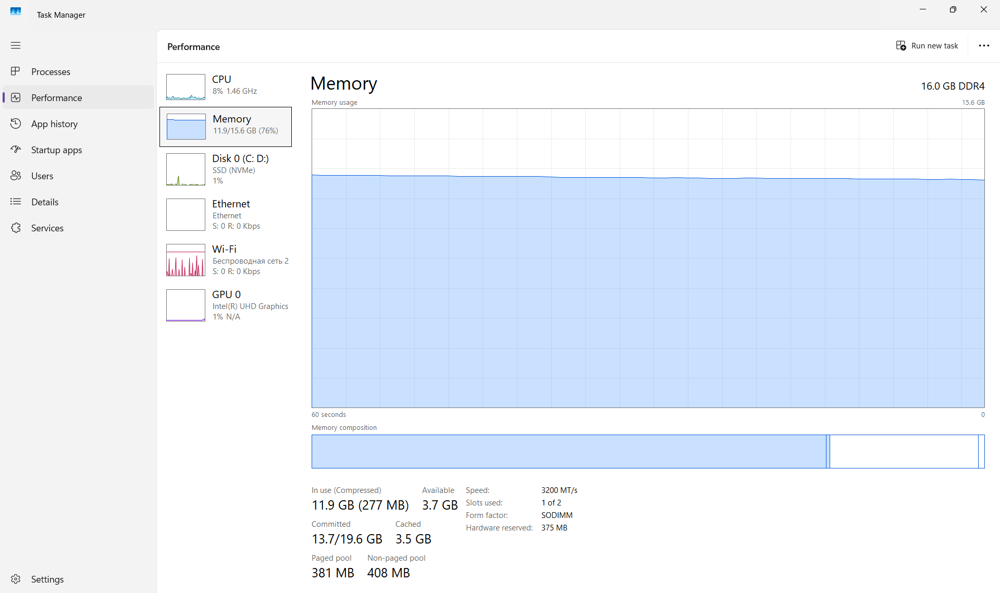 Task Manager
Performance
Run new task
Processes
Performance
App history
Startup apps
Users
Details
Services
Settings
CPU
8% 1.46 GHz
Memory
11.9/15.6 GB (76%)
Disk 0 (C: D:)
SSD (NVMe)
1%
Ethernet
Ethernet
S: 0 R: 0 Kbps
Wi-Fi
Беспроводная сеть 2
S: 0 R: 0 Kbps
GPU 0
Intel(R) UHD Graphics
1% N/A
Memory
16.0 GB DDR4
Memory usage
15.6 GB
60 seconds
0
Memory composition
In use (Compressed)
11.9 GB (277 MB)
Available
3.7 GB
Committed
13.7/19.6 GB
Cached
3.5 GB
Paged pool
381 MB
Non-paged pool
408 MB
Speed: 3200 MT/s
Slots used: 1 of 2
Form factor: SODIMM
Hardware reserved: 375 MB